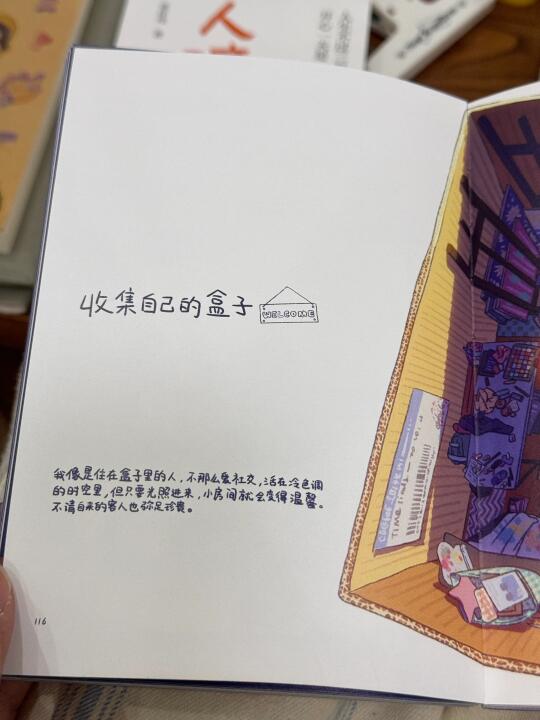 人
收集自己的盒子
WELCOME
我像是住在盒子里的人,不那么爱社交,活在冷色调
的时空里,但只要光照进来,小房间就会变得温馨。
不请自来的客人也弥足珍贵。
116